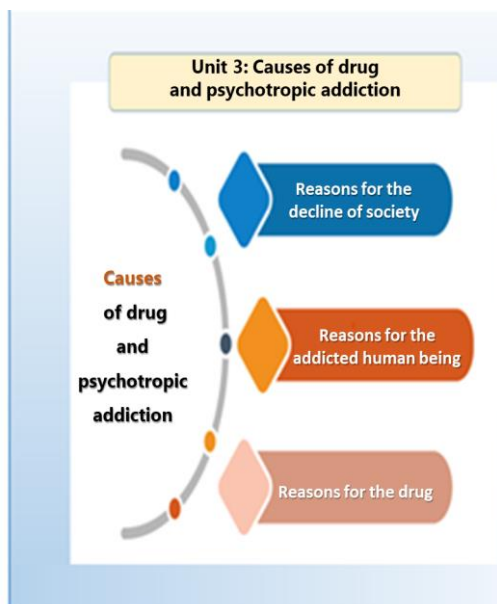 Unit 3: Causes of drug
and psychotropic addiction
Reasons for the
decline of society
Causes
of drug
and
psychotropic
addiction
Reasons for the
addicted human being
Reasons for the drug